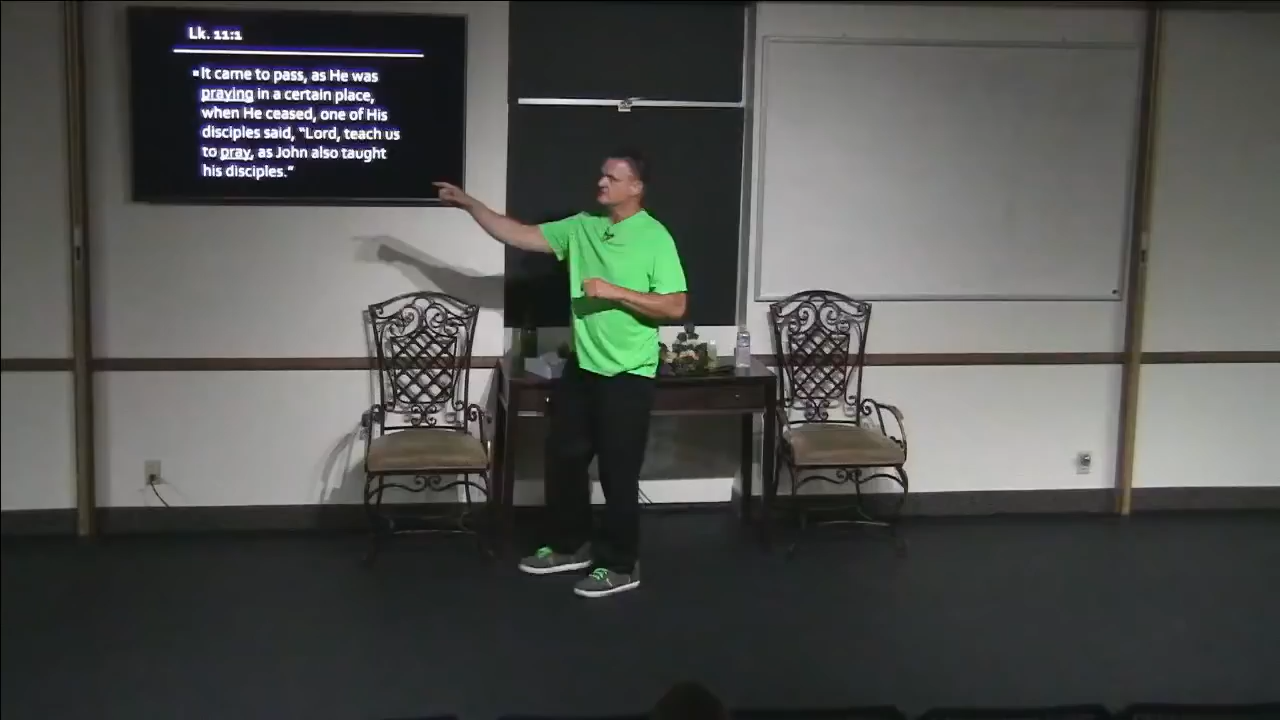 Lk. 11:1
▪It came to pass, as He was
praying in a certain place,
when He ceased, one of His
disciples said, “Lord, teach us
to pray, as John also taught
his disciples.“